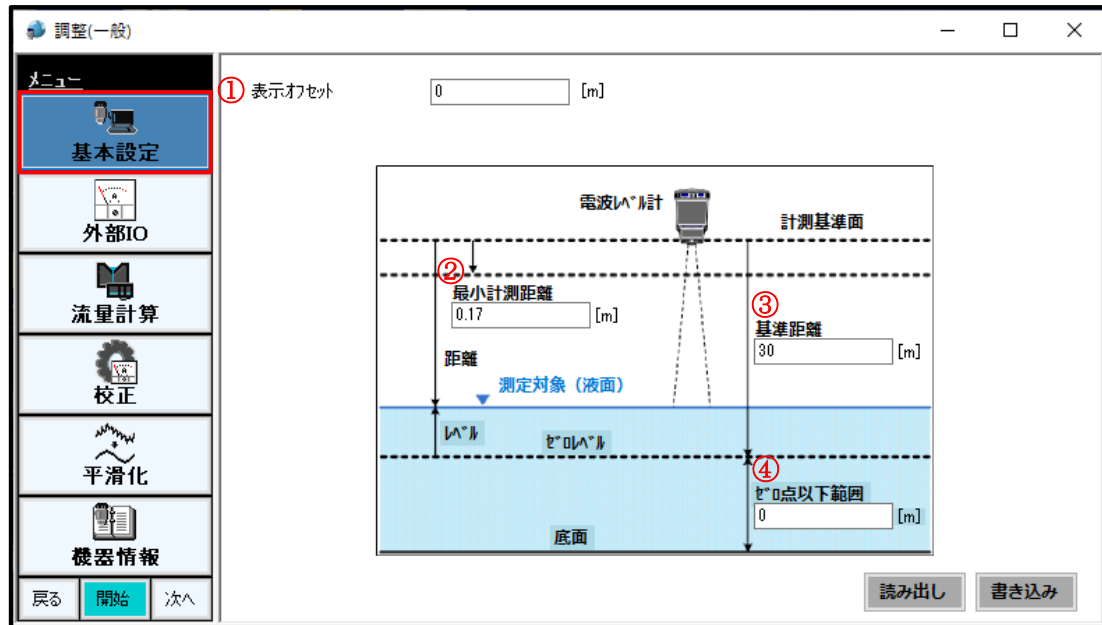 調整(一般)
メニュー
基本設定
外部IO
流量計算
校正
平滑化
機器情報
戻る
開始
次へ
① 表示オフセット 0 [m]
電波レベル計
計測基準面
②
最小計測距離
0.17 [m]
③
基準距離
30 [m]
距離
測定対象（液面）
レベル
ゼロレベル
④
ゼロ点以下範囲
0 [m]
底面
読み出し
書き込み